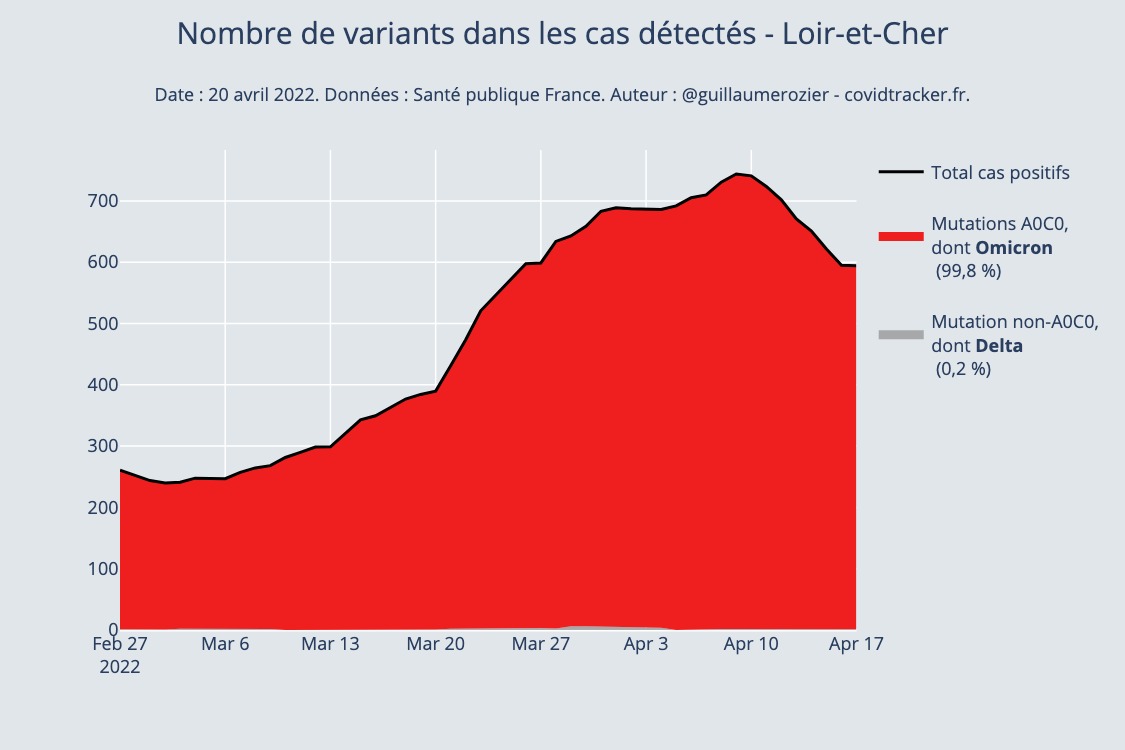 Nombre de variants dans les cas détectés - Loir-et-Cher
Date : 20 avril 2022. Données : Santé publique France. Auteur : @guillaumerozier - covidtracker.fr.
Total cas positifs
Mutations A0C0,
dont Omicron
(99,8 %)
Mutation non-A0C0,
dont Delta
(0,2 %)
700
600
500
400
300
200
100
0
Feb 27
2022
Mar 6
Mar 13
Mar 20
Mar 27
Apr 3
Apr 10
Apr 17